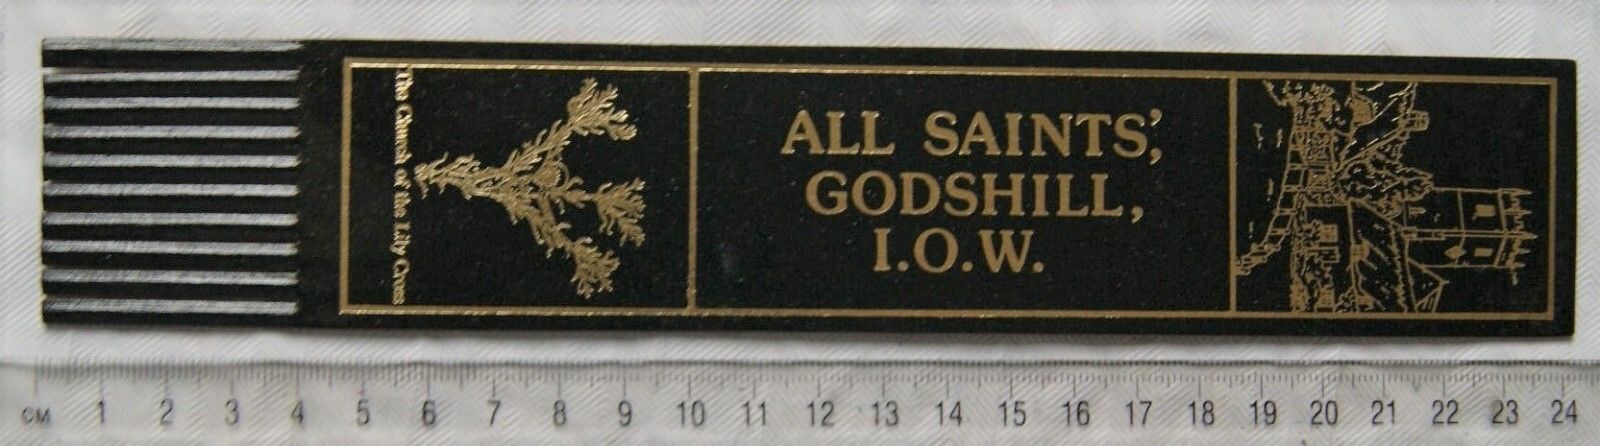 ALL SAINTS',
GODSHILL,
I.O.W.
The Church of the Lily Cross
CM 1 2 3 4 5 6 7 8 9 10 11 12 13 14 15 16 17 18 19 20 21 22 23 24